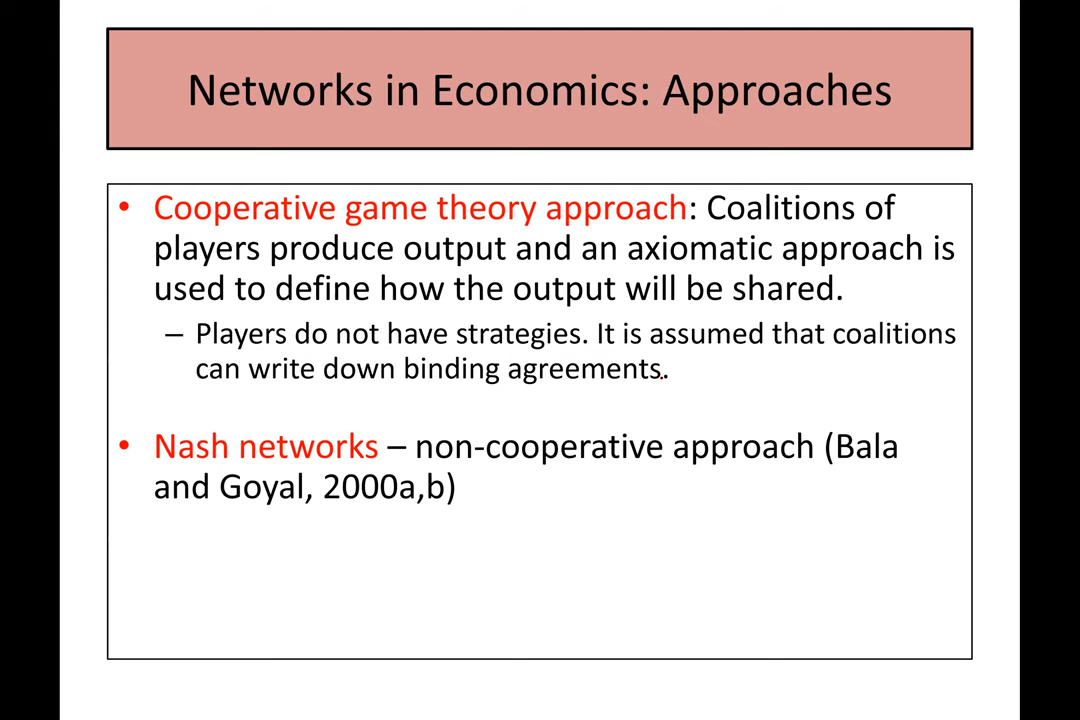 Networks in Economics: Approaches
• Cooperative game theory approach: Coalitions of
players produce output and an axiomatic approach is
used to define how the output will be shared.
– Players do not have strategies. It is assumed that coalitions
can write down binding agreements.
• Nash networks – non-cooperative approach (Bala
and Goyal, 2000a,b)